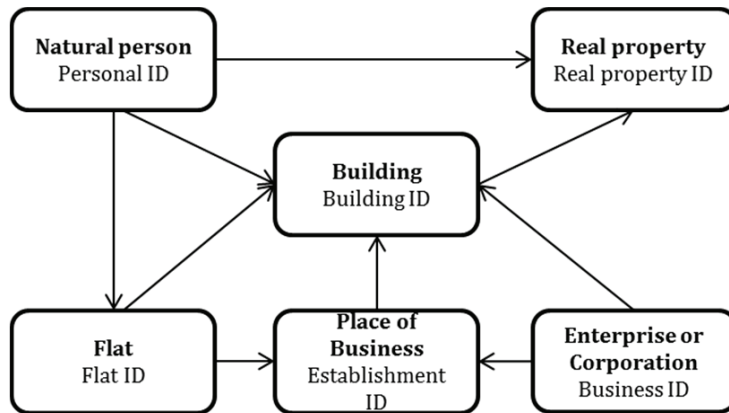 Natural person
Personal ID
Real property
Real property ID
Building
Building ID
Flat
Flat ID
Place of
Business
Establishment
ID
Enterprise or
Corporation
Business ID